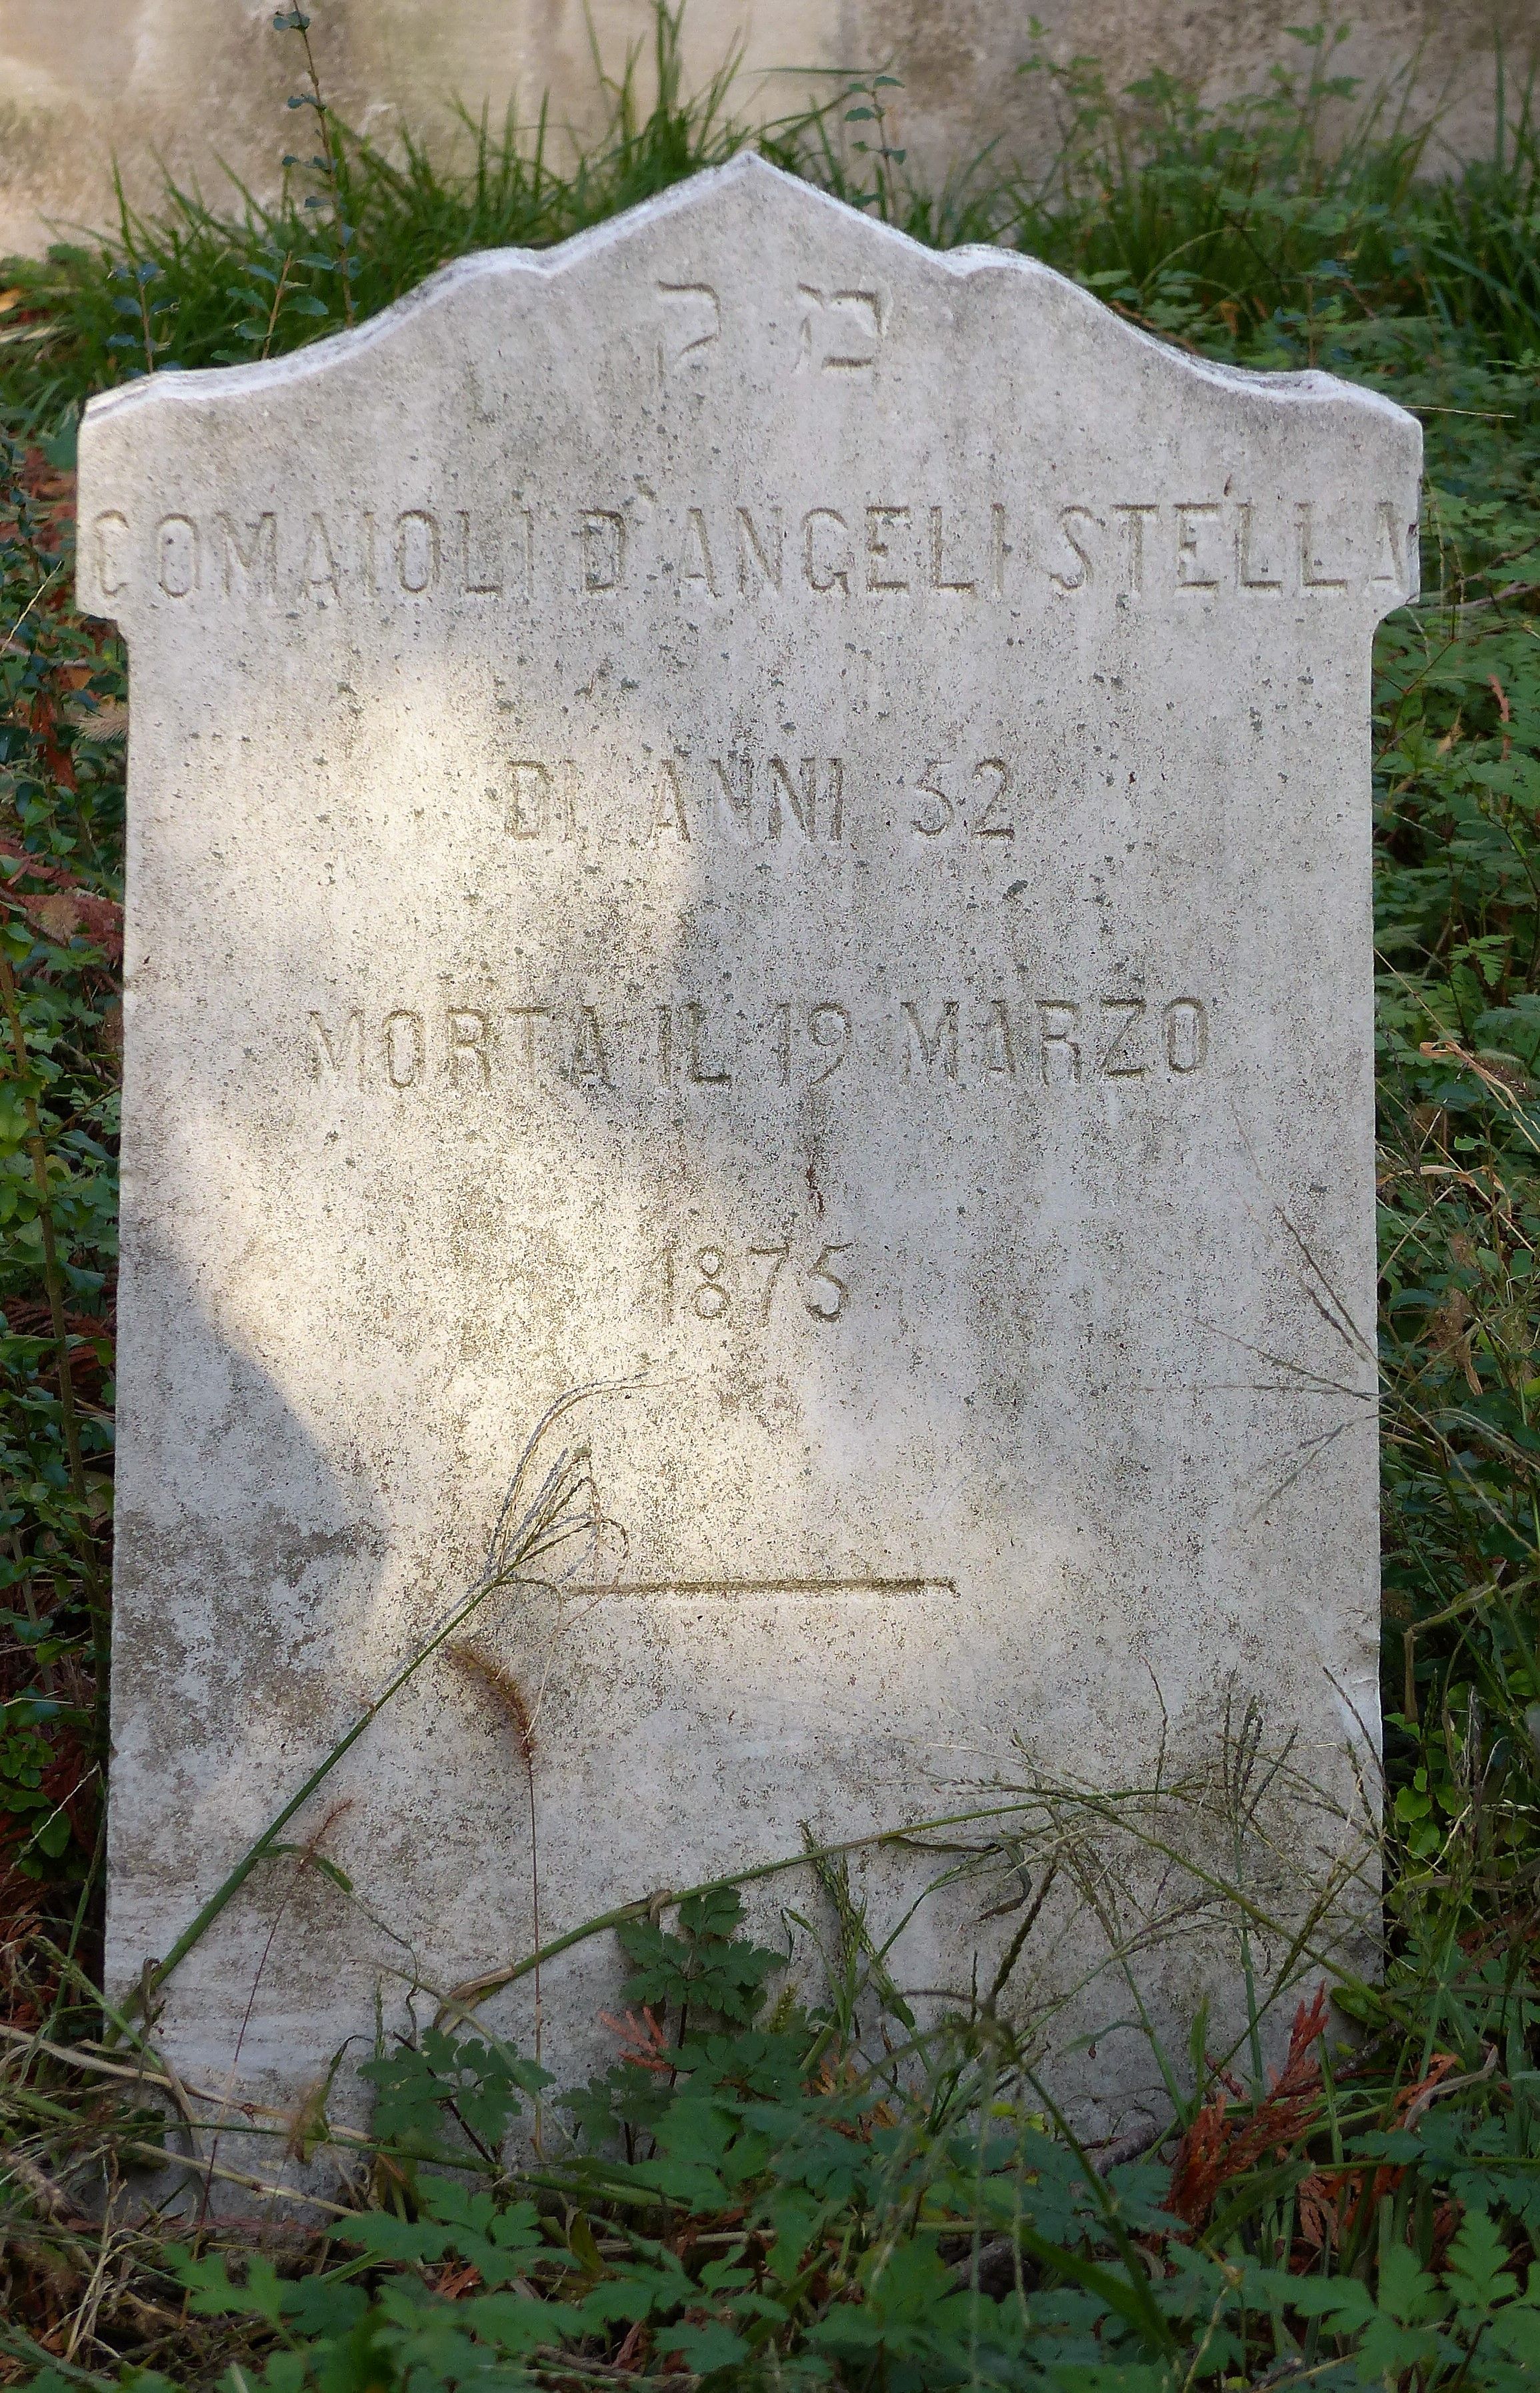 מ ק
COMAIOLI D'ANGELI STELLA
DI ANNI 52
MORTA IL 19 MARZO
1875